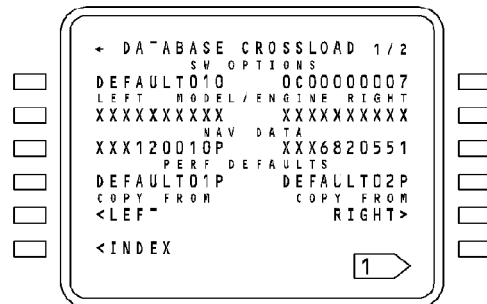 ← DATABASE CROSSLOAD 1/2
SW OPTIONS
DEFAULT010 0C00000007
LEFT MODEL/ENGINE RIGHT
XXXXXXXXXX XXXXXXXXXX
NAV DATA
XXX120010P XXX6820551
PERF DEFAULTS
DEFAULT01P DEFAULT02P
COPY FROM COPY FROM
<LEFT RIGHT>
<INDEX
1